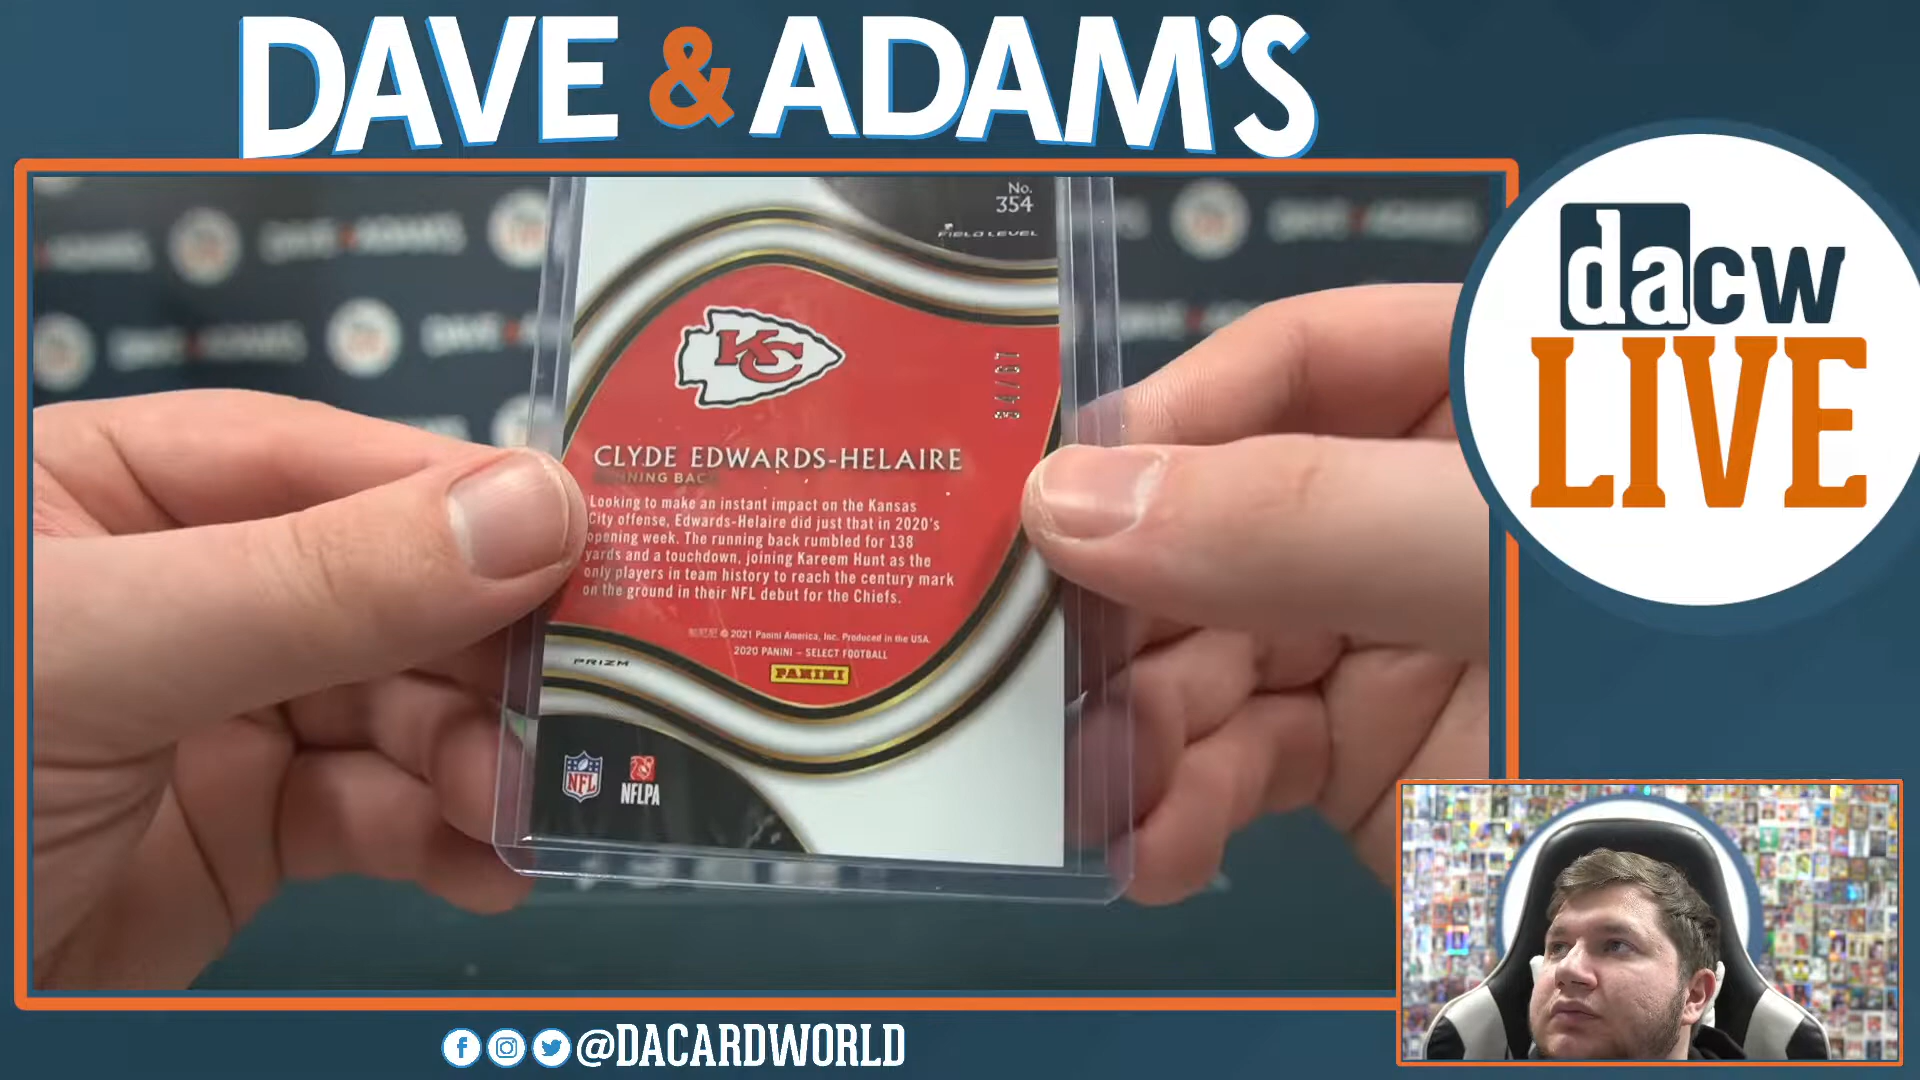 DAVE & ADAM'S
dacw
LIVE
No.
354
FIELD LEVEL
KC
34/67
CLYDE EDWARDS-HELAIRE
RUNNING BACK
Looking to make an instant impact on the Kansas
City offense, Edwards-Helaire did just that in 2020's
opening week. The running back rumbled for 138
yards and a touchdown, joining Kareem Hunt as the
only players in team history to reach the century mark
on the ground in their NFL debut for the Chiefs.
© 2021 Panini America, Inc. Produced in the USA.
2020 PANINI – SELECT FOOTBALL
PANINI
PRIZM
NFL
NFLPA
@DACARDWORLD